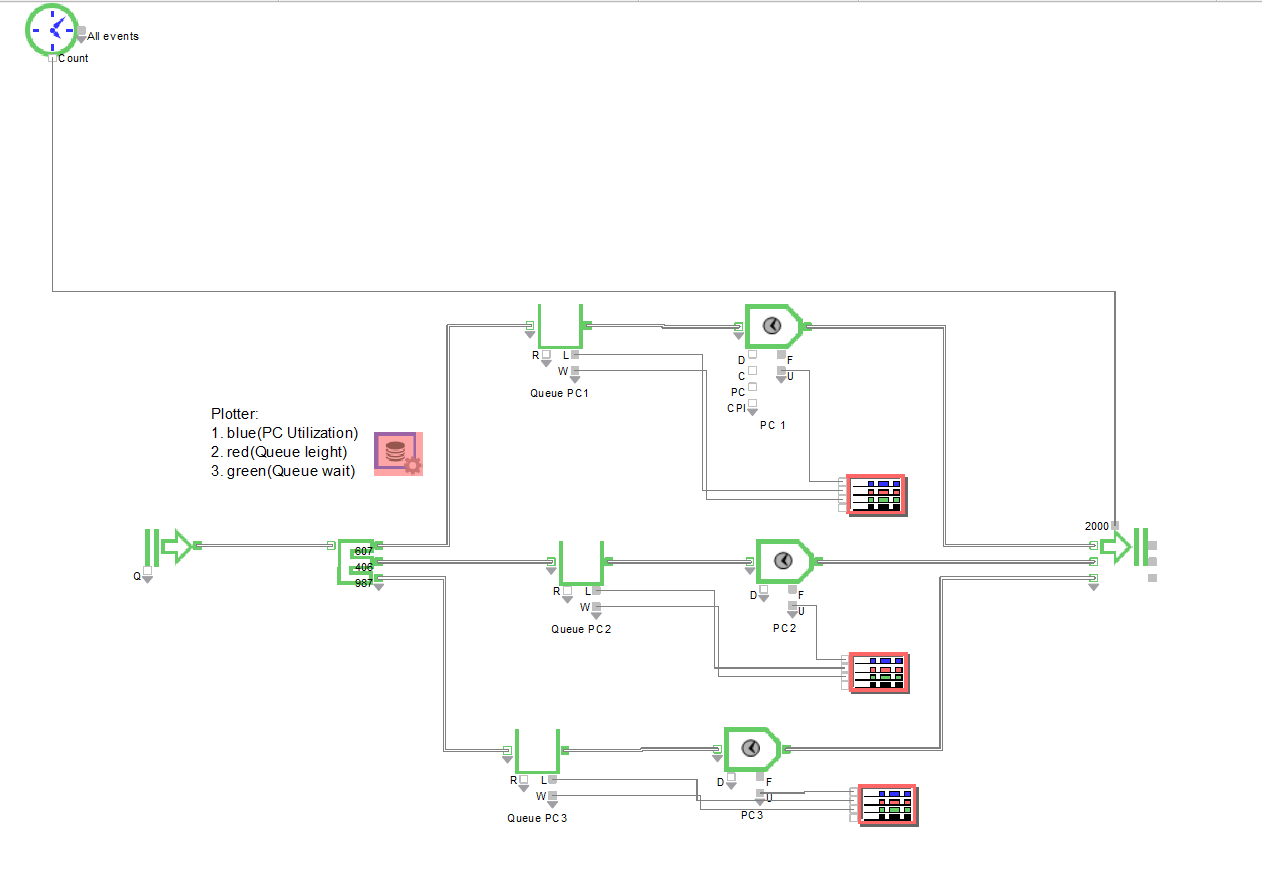 All events
Count
R
L
W
Queue PC1
D
C
PC
CPI
F
U
PC 1
Plotter:
1. blue(PC Utilization)
2. red(Queue leight)
3. green(Queue wait)
2000
Q
607
406
987
R
L
W
Queue PC2
D
F
U
PC2
R
L
W
Queue PC3
D
F
U
PC3